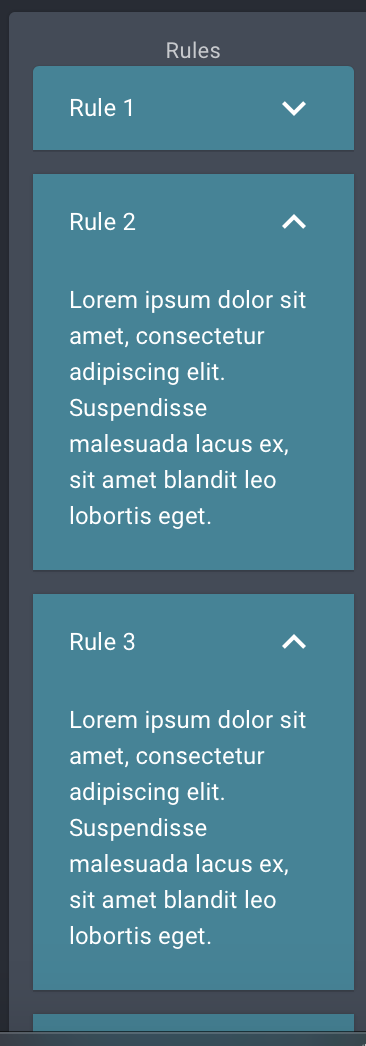 Rules
Rule 1
Rule 2
Lorem ipsum dolor sit
amet, consectetur
adipiscing elit.
Suspendisse
malesuada lacus ex,
sit amet blandit leo
lobortis eget.
Rule 3
Lorem ipsum dolor sit
amet, consectetur
adipiscing elit.
Suspendisse
malesuada lacus ex,
sit amet blandit leo
lobortis eget.